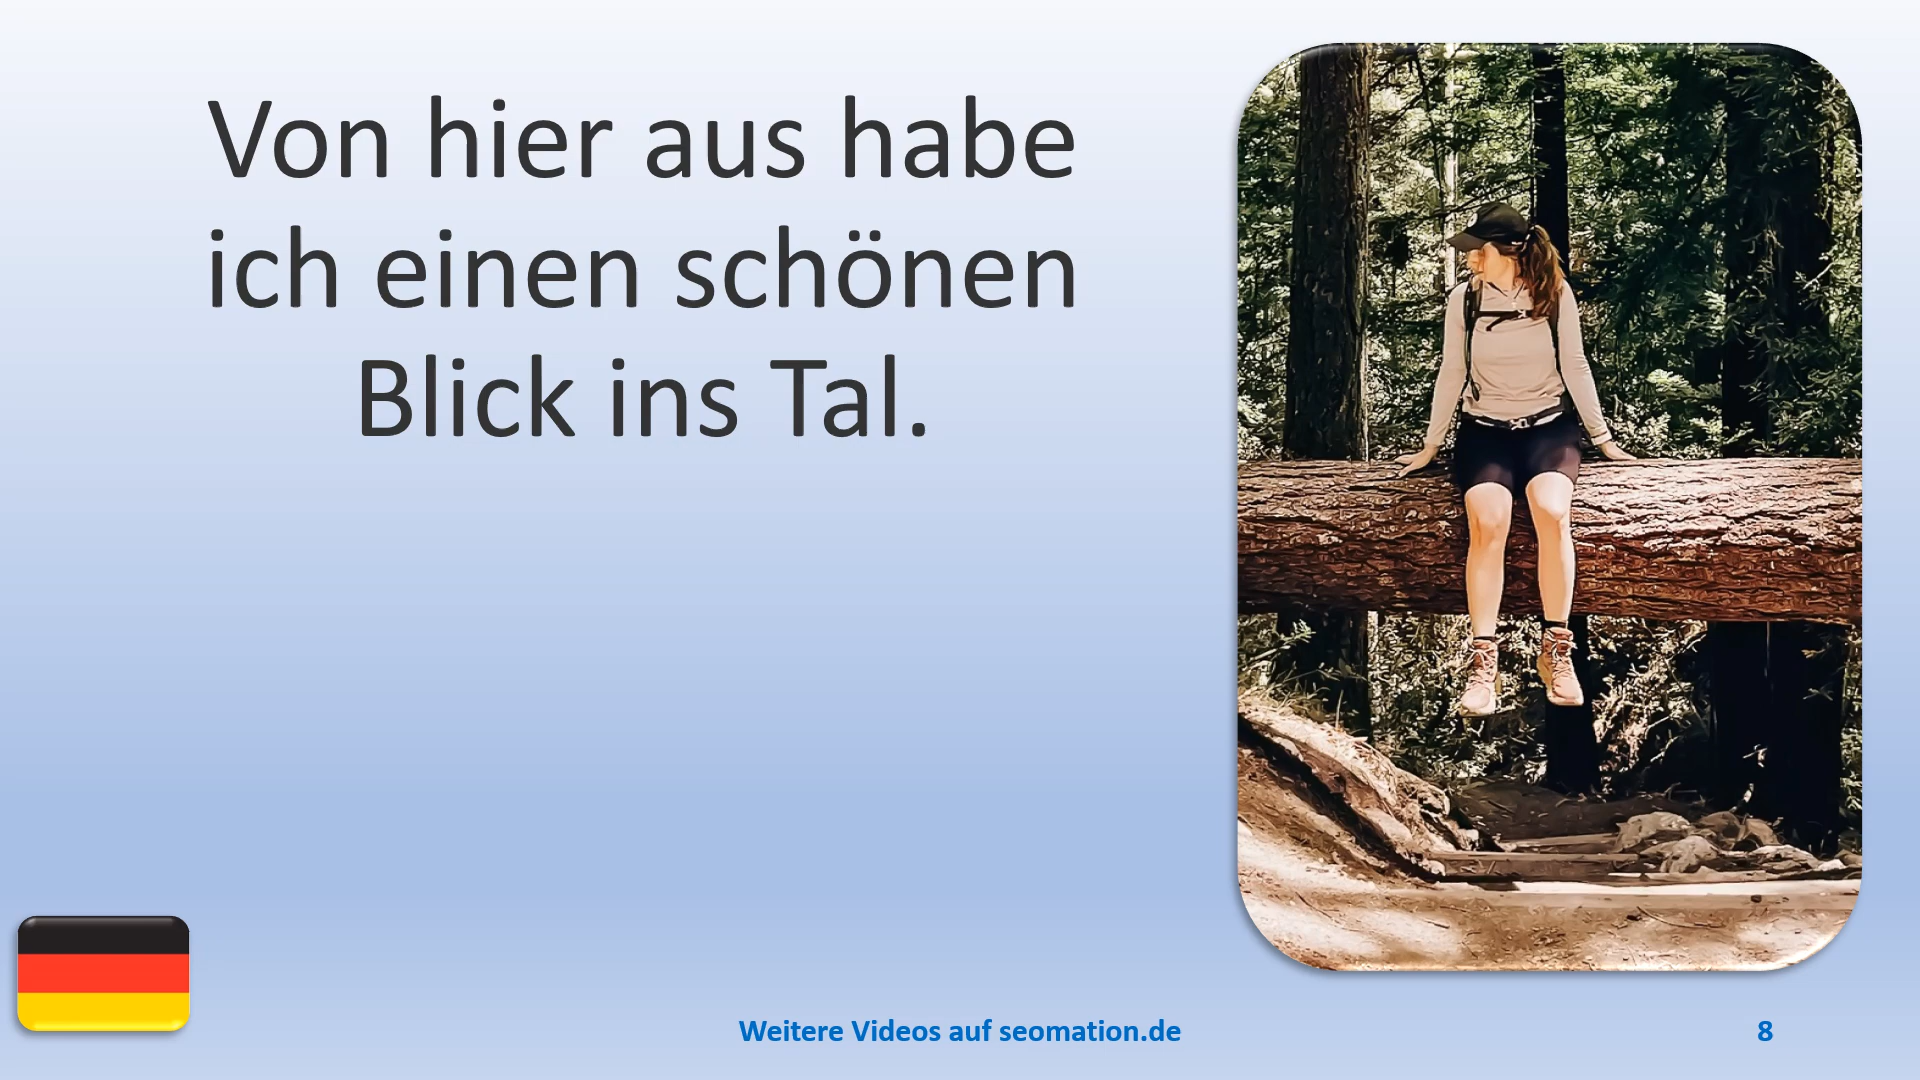 Von hier aus habe
ich einen schönen
Blick ins Tal.
Weitere Videos auf seomation.de
8